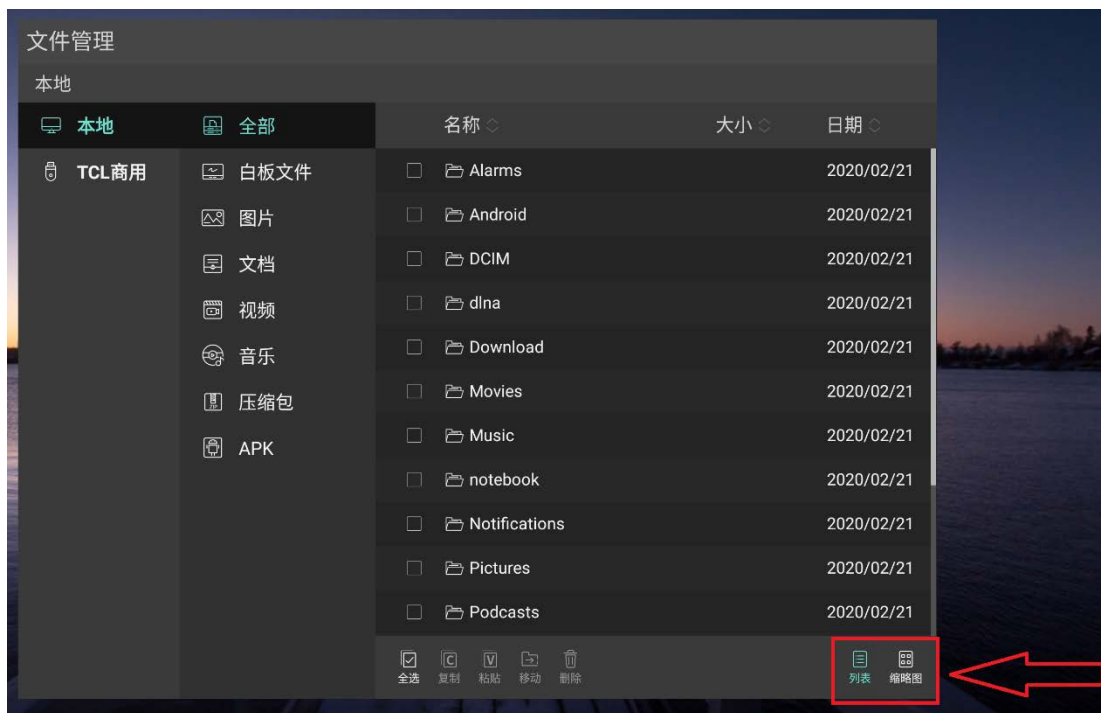 文件管理
本地
本地 全部 名称 大小 日期
TCL商用 白板文件 Alarms 2020/02/21
图片 Android 2020/02/21
文档 DCIM 2020/02/21
视频 dlna 2020/02/21
音乐 Download 2020/02/21
压缩包 Movies 2020/02/21
APK Music 2020/02/21
notebook 2020/02/21
Notifications 2020/02/21
Pictures 2020/02/21
Podcasts 2020/02/21
全选 复制 粘贴 移动 删除 列表 缩略图